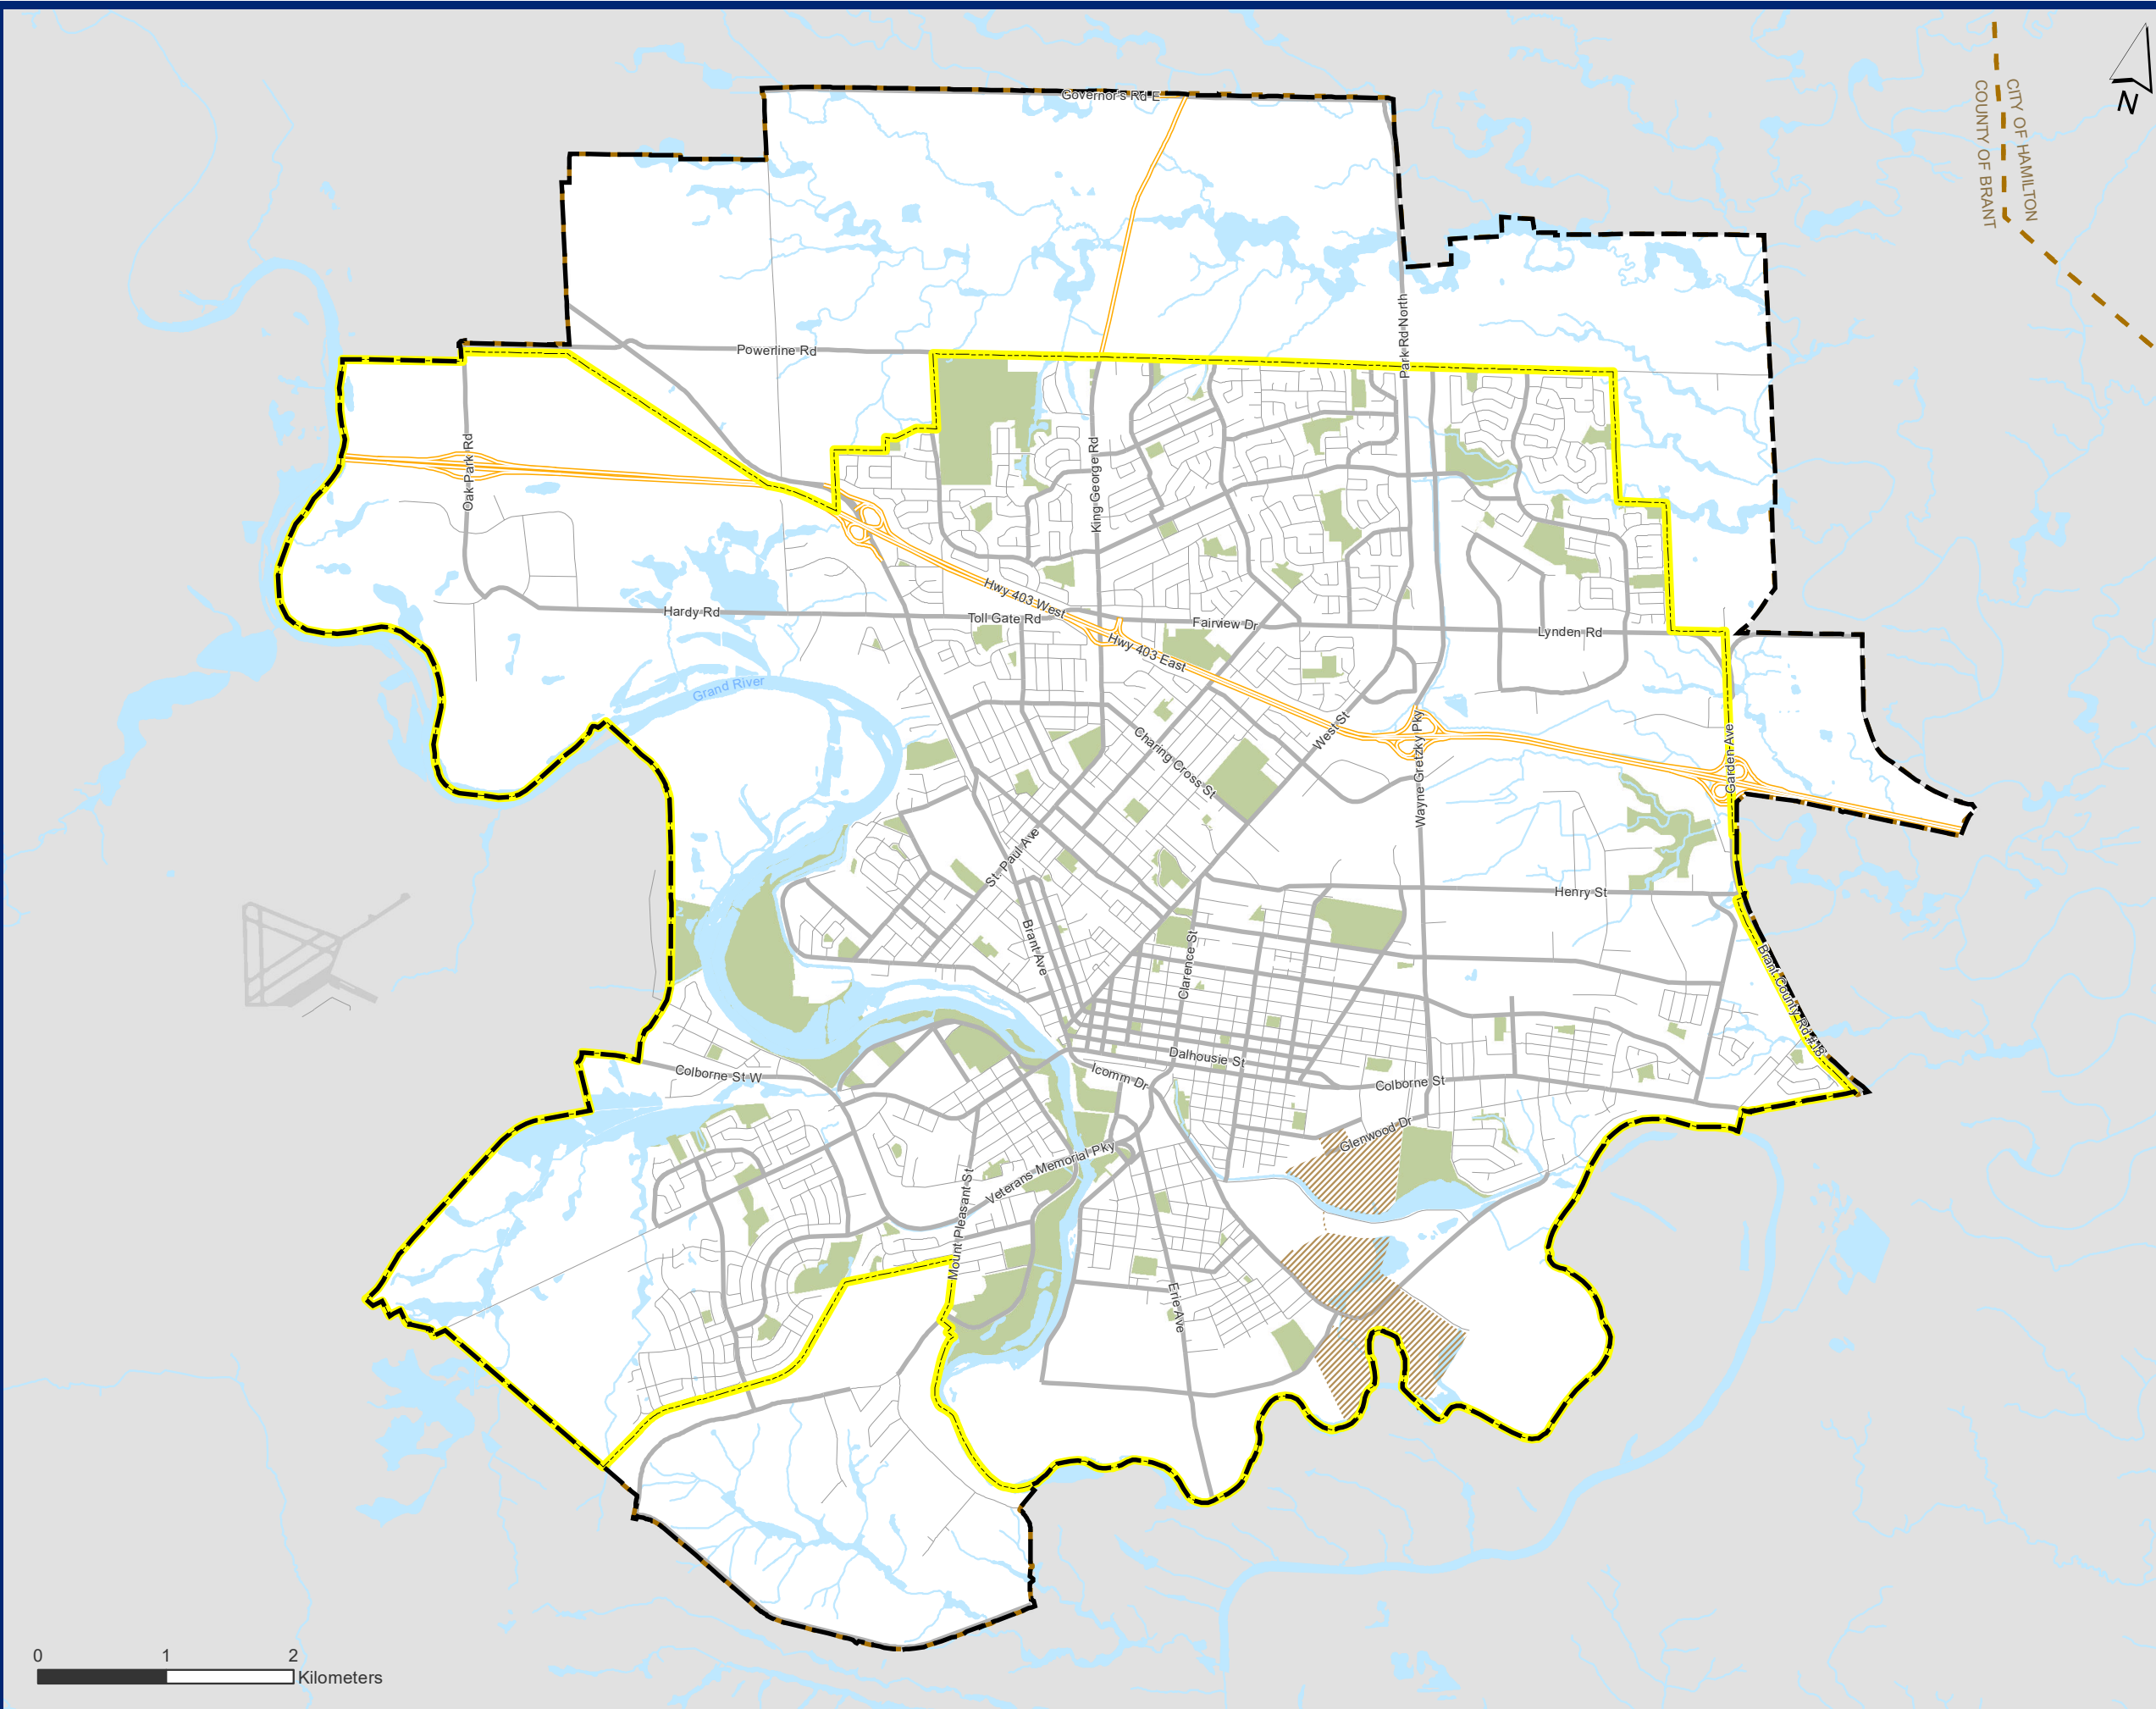 Governor's Rd E
CITY OF HAMILTON
COUNTY OF BRANT
N
Park Rd North
Powerline Rd
Oak Park Rd
King George Rd
Hwy 403 West
Hardy Rd
Toll Gate Rd
Fairview Dr
Lynden Rd
Hwy 403 East
Grand River
Charing Cross St
West St
Wayne Gretzky Pky
Garden Ave
St. Paul Ave
Henry St
Brant Ave
Clarence St
Brant County Rd #18
Dalhousie St
Icomm Dr
Colborne St W
Colborne St
Glenwood Dr
Veterans Memorial Pky
Mount Pleasant St
Erie Ave
0 1 2
Kilometers